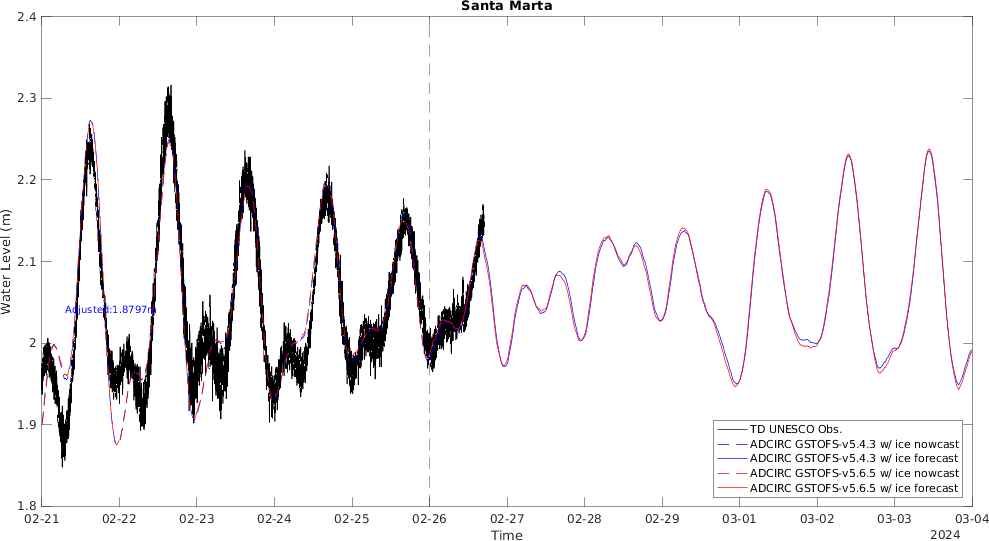 Santa Marta
2.4
2.3
2.2
2.1
2
1.9
1.8
Water Level (m)
Adjusted:1.8797m
TD UNESCO Obs.
ADCIRC GSTOFS-v5.4.3 w/ ice nowcast
ADCIRC GSTOFS-v5.4.3 w/ ice forecast
ADCIRC GSTOFS-v5.6.5 w/ ice nowcast
ADCIRC GSTOFS-v5.6.5 w/ ice forecast
02-21 02-22 02-23 02-24 02-25 02-26 02-27 02-28 02-29 03-01 03-02 03-03 03-04
Time
2024